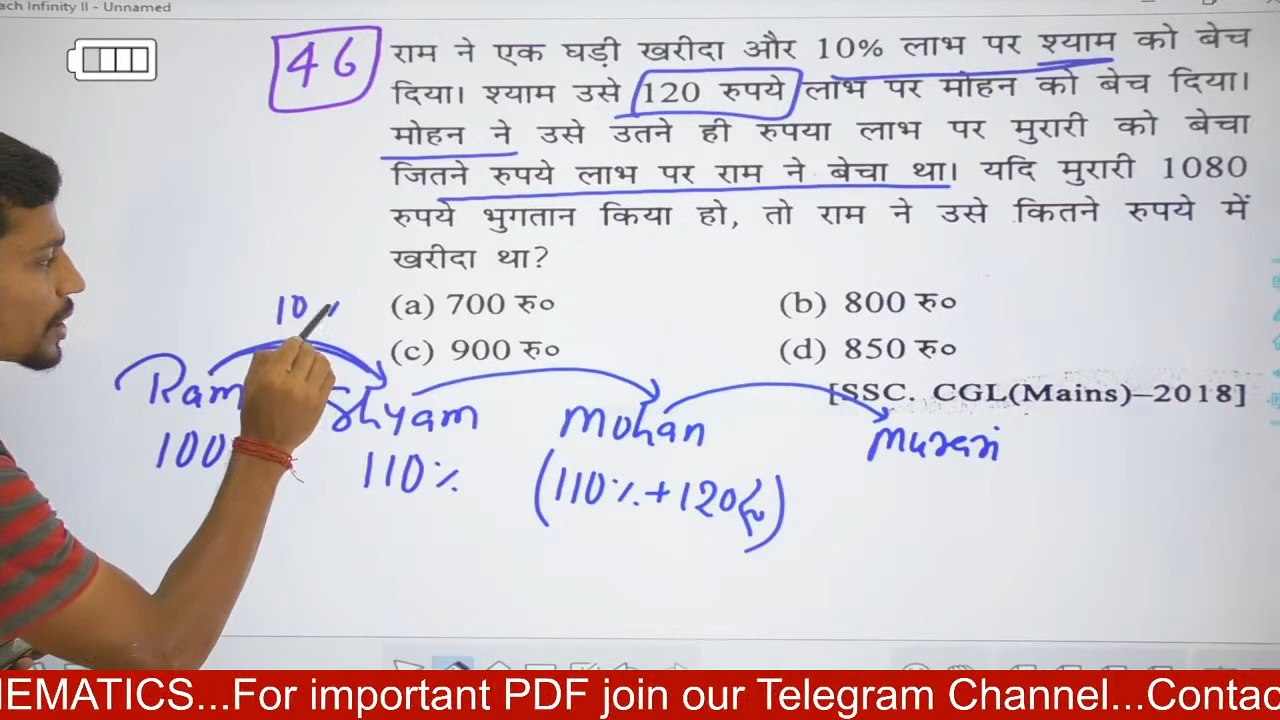 ach Infinity II - Unnamed
46
राम ने एक घड़ी खरीदा और 10% लाभ पर श्याम को बेच
दिया। श्याम उसे 120 रुपये लाभ पर मोहन को बेच दिया।
मोहन ने उसे उतने ही रुपया लाभ पर मुरारी को बेचा
जितने रुपये लाभ पर राम ने बेचा था। यदि मुरारी 1080
रुपये भुगतान किया हो, तो राम ने उसे कितने रुपये में
खरीदा था?
(a) 700 रु० (b) 800 रु०
(c) 900 रु० (d) 850 रु०
[SSC. CGL(Mains)–2018]
10
Ram Shyam Mohan Murari
100 110% (110%+120रु)
HEMATICS...For important PDF join our Telegram Channel...Contac